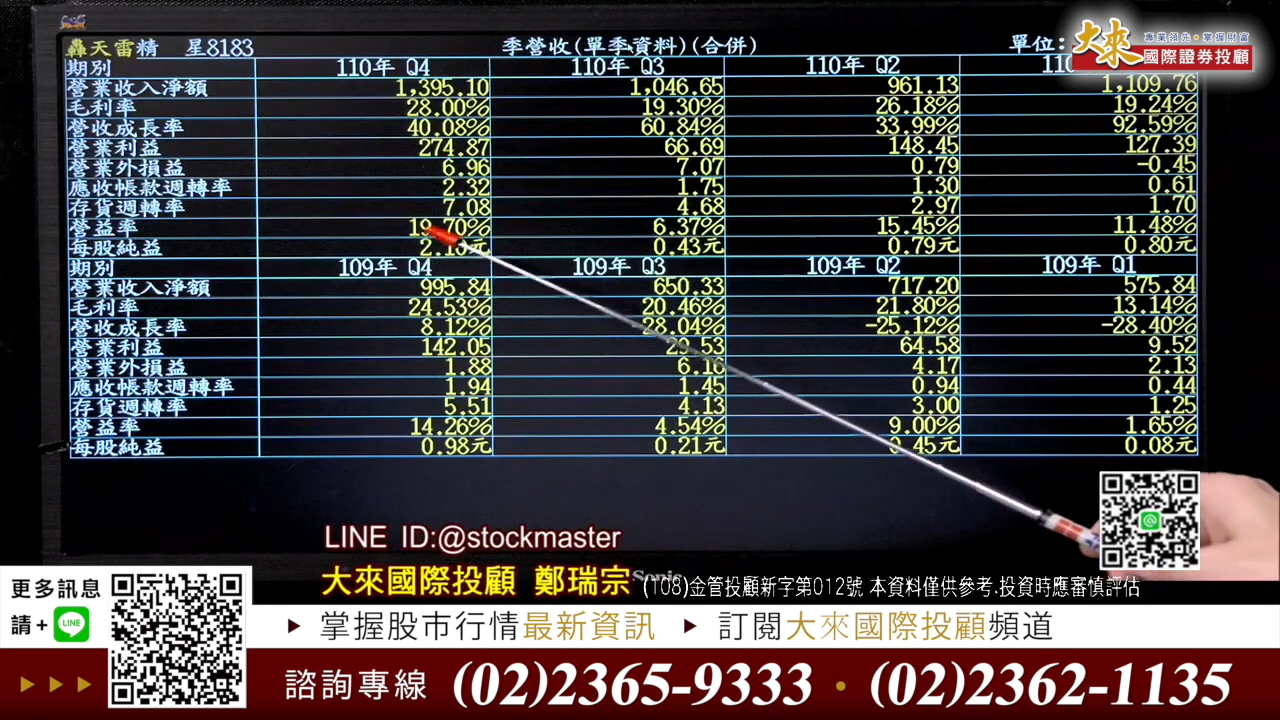 大來 專業領先•掌握財富
國際證券投顧
轟天雷精 星8183 季營收(單季資料)(合併) 單位:
期別 110年 Q4 110年 Q3 110年 Q2
營業收入淨額 1,395.10 1,046.65 961.13 1,109.76
毛利率 28.00% 19.30% 26.18% 19.24%
營收成長率 40.08% 60.84% 33.99% 92.59%
營業利益 274.87 66.69 148.45 127.39
營業外損益 6.96 7.07 0.79 -0.45
應收帳款週轉率 2.32 1.75 1.30 0.61
存貨週轉率 7.08 4.68 2.97 1.70
營益率 19.70% 6.37% 15.45% 11.48%
每股純益 0.43元 0.79元 0.80元
期別 109年 Q4 109年 Q3 109年 Q2 109年 Q1
營業收入淨額 995.84 650.33 717.20 575.84
毛利率 24.53% 20.46% 21.80% 13.14%
營收成長率 8.12% 28.04% -25.12% -28.40%
營業利益 142.05 29.53 64.58 9.52
營業外損益 1.88 6.16 4.17 2.13
應收帳款週轉率 1.94 1.45 0.94 0.44
存貨週轉率 5.51 4.13 3.00 1.25
營益率 14.26% 4.54% 9.00% 1.65%
每股純益 0.98元 0.21元 0.45元 0.08元
LINE ID:@stockmaster
大來國際投顧 鄭瑞宗 (108)金管投顧新字第012號 本資料僅供參考.投資時應審慎評估
更多訊息
請+ LINE
掌握股市行情最新資訊 訂閱大來國際投顧頻道
諮詢專線 (02)2365-9333 • (02)2362-1135